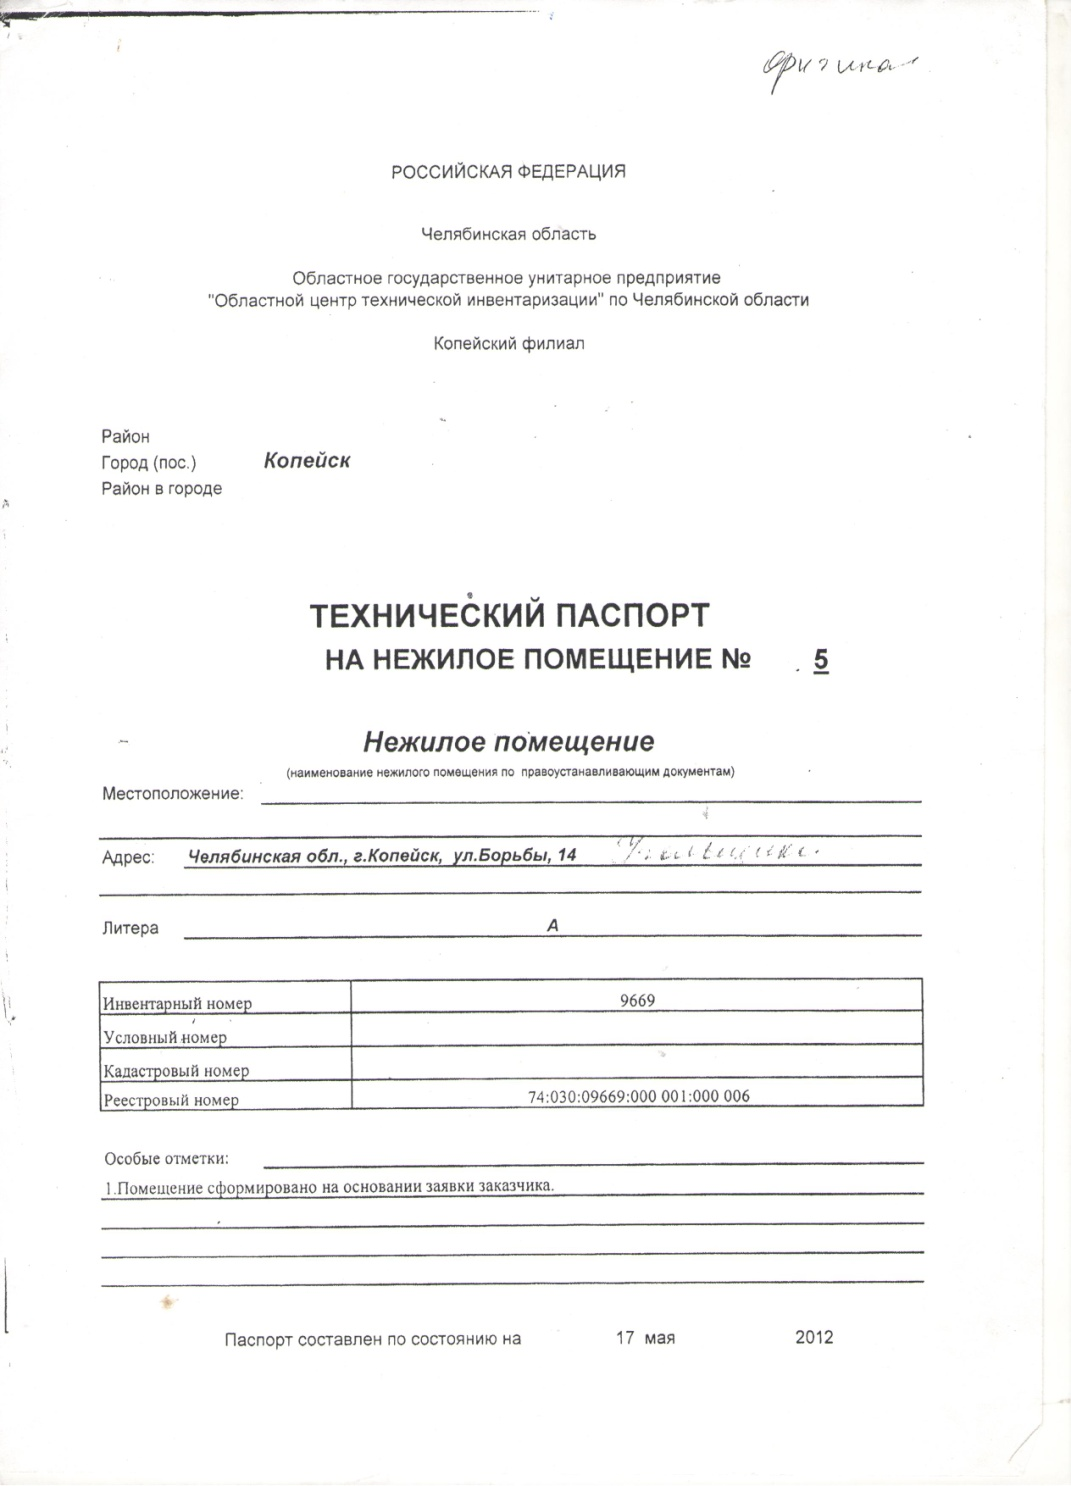 оригинал
РОССИЙСКАЯ ФЕДЕРАЦИЯ
Челябинская область
Областное государственное унитарное предприятие
"Областной центр технической инвентаризации" по Челябинской области
Копейский филиал
Район
Город (пос.) Копейск
Район в городе
ТЕХНИЧЕСКИЙ ПАСПОРТ
НА НЕЖИЛОЕ ПОМЕЩЕНИЕ № 5
Нежилое помещение
(наименование нежилого помещения по правоустанавливающим документам)
Местоположение:
Адрес: Челябинская обл., г.Копейск, ул.Борьбы, 14
Литера А
Инвентарный номер 9669
Условный номер
Кадастровый номер
Реестровый номер 74:030:09669:000 001:000 006
Особые отметки:
1.Помещение сформировано на основании заявки заказчика.
Паспорт составлен по состоянию на 17 мая 2012